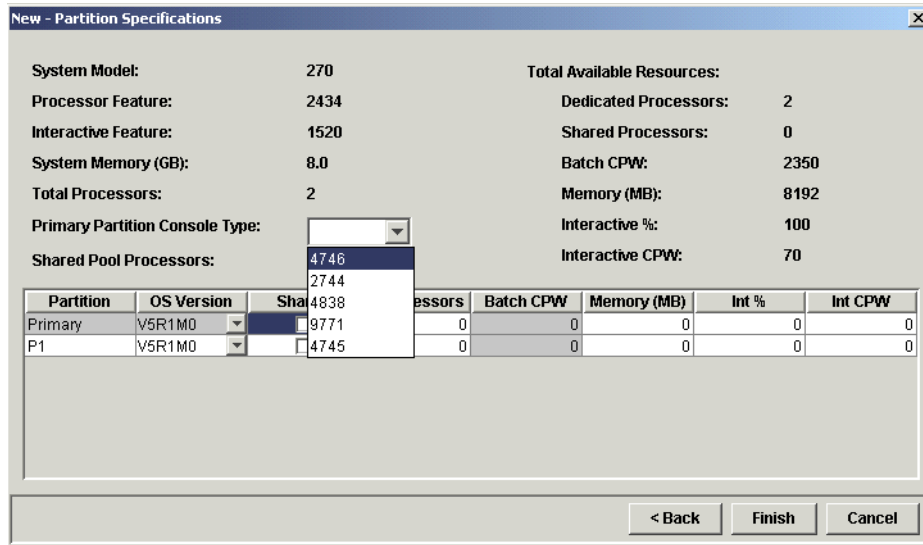 New - Partition Specifications
System Model: 270
Processor Feature: 2434
Interactive Feature: 1520
System Memory (GB): 8.0
Total Processors: 2
Primary Partition Console Type:
Shared Pool Processors:
Total Available Resources:
Dedicated Processors: 2
Shared Processors: 0
Batch CPW: 2350
Memory (MB): 8192
Interactive %: 100
Interactive CPW: 70
4746
2744
4838
9771
4745
Partition OS Version Batch CPW Memory (MB) Int % Int CPW
Primary V5R1M0 0 0 0 0 0
P1 V5R1M0 0 0 0 0 0
< Back Finish Cancel